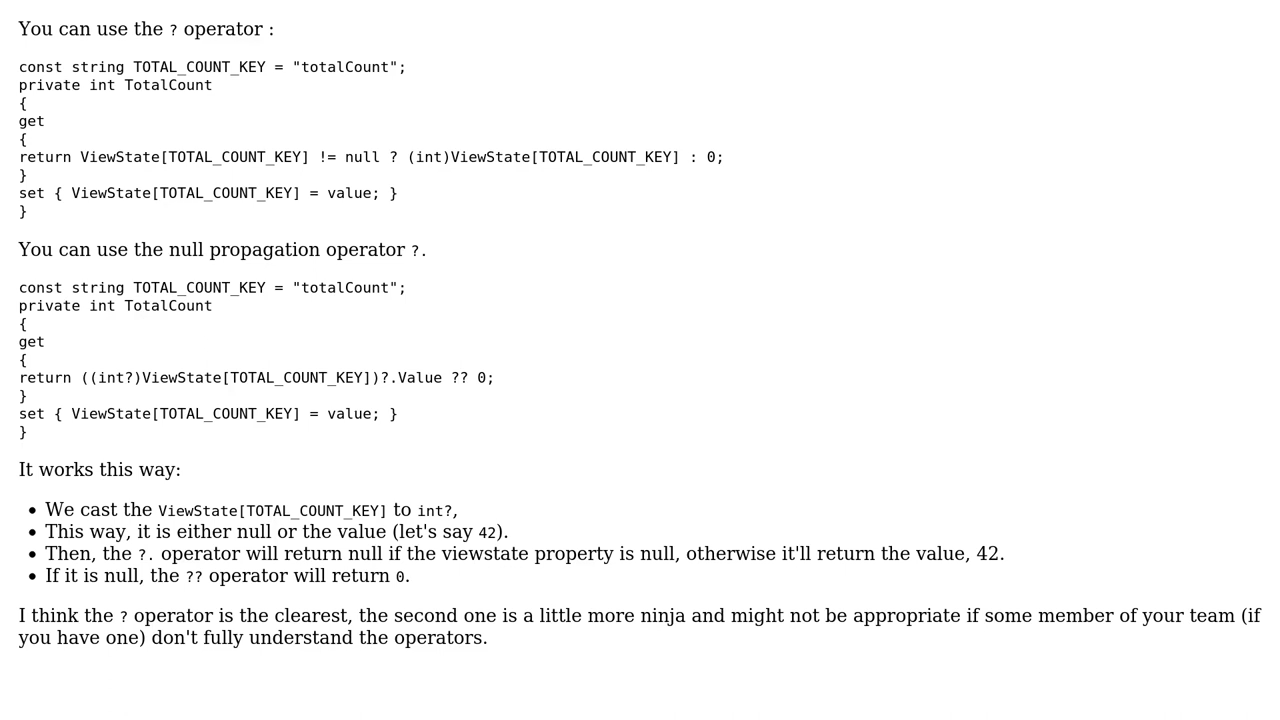 You can use the ? operator :
const string TOTAL_COUNT_KEY = "totalCount";
private int TotalCount
{
get
{
return ViewState[TOTAL_COUNT_KEY] != null ? (int)ViewState[TOTAL_COUNT_KEY] : 0;
}
set { ViewState[TOTAL_COUNT_KEY] = value; }
}
You can use the null propagation operator ?.
const string TOTAL_COUNT_KEY = "totalCount";
private int TotalCount
{
get
{
return ((int?)ViewState[TOTAL_COUNT_KEY])?.Value ?? 0;
}
set { ViewState[TOTAL_COUNT_KEY] = value; }
}
It works this way:
• We cast the ViewState[TOTAL_COUNT_KEY] to int?,
• This way, it is either null or the value (let's say 42).
• Then, the ?. operator will return null if the viewstate property is null, otherwise it'll return the value, 42.
• If it is null, the ?? operator will return 0.
I think the ? operator is the clearest, the second one is a little more ninja and might not be appropriate if some member of your team (if
you have one) don't fully understand the operators.